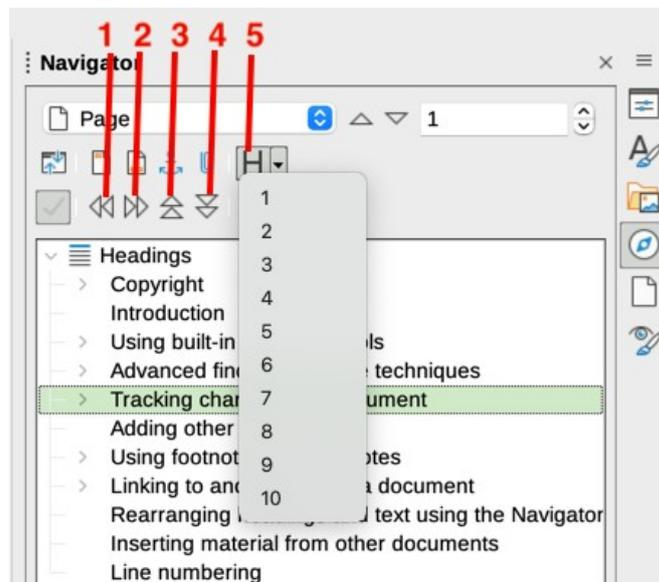 1 2 3 4 5
Navigator
Page 1
H
1
2
3
4
5
6
7
8
9
10
Headings
Copyright
Introduction
Using built-in ls
Advanced fin techniques
Tracking char ument
Adding other
Using footnot otes
Linking to ano a document
Rearranging text using the Navigator
Inserting material from other documents
Line numbering